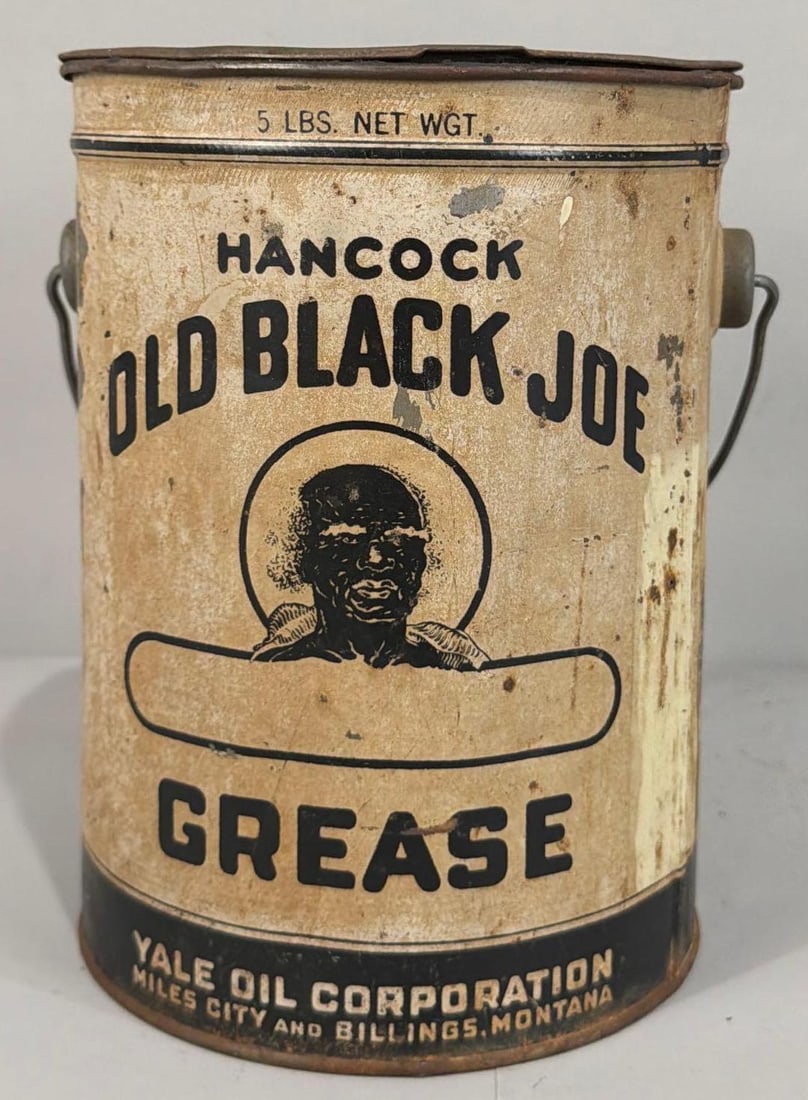 5 LBS. NET WGT.
HANCOCK
OLD BLACK JOE
GREASE
YALE OIL CORPORATION
MILES CITY AND BILLINGS, MONTANA